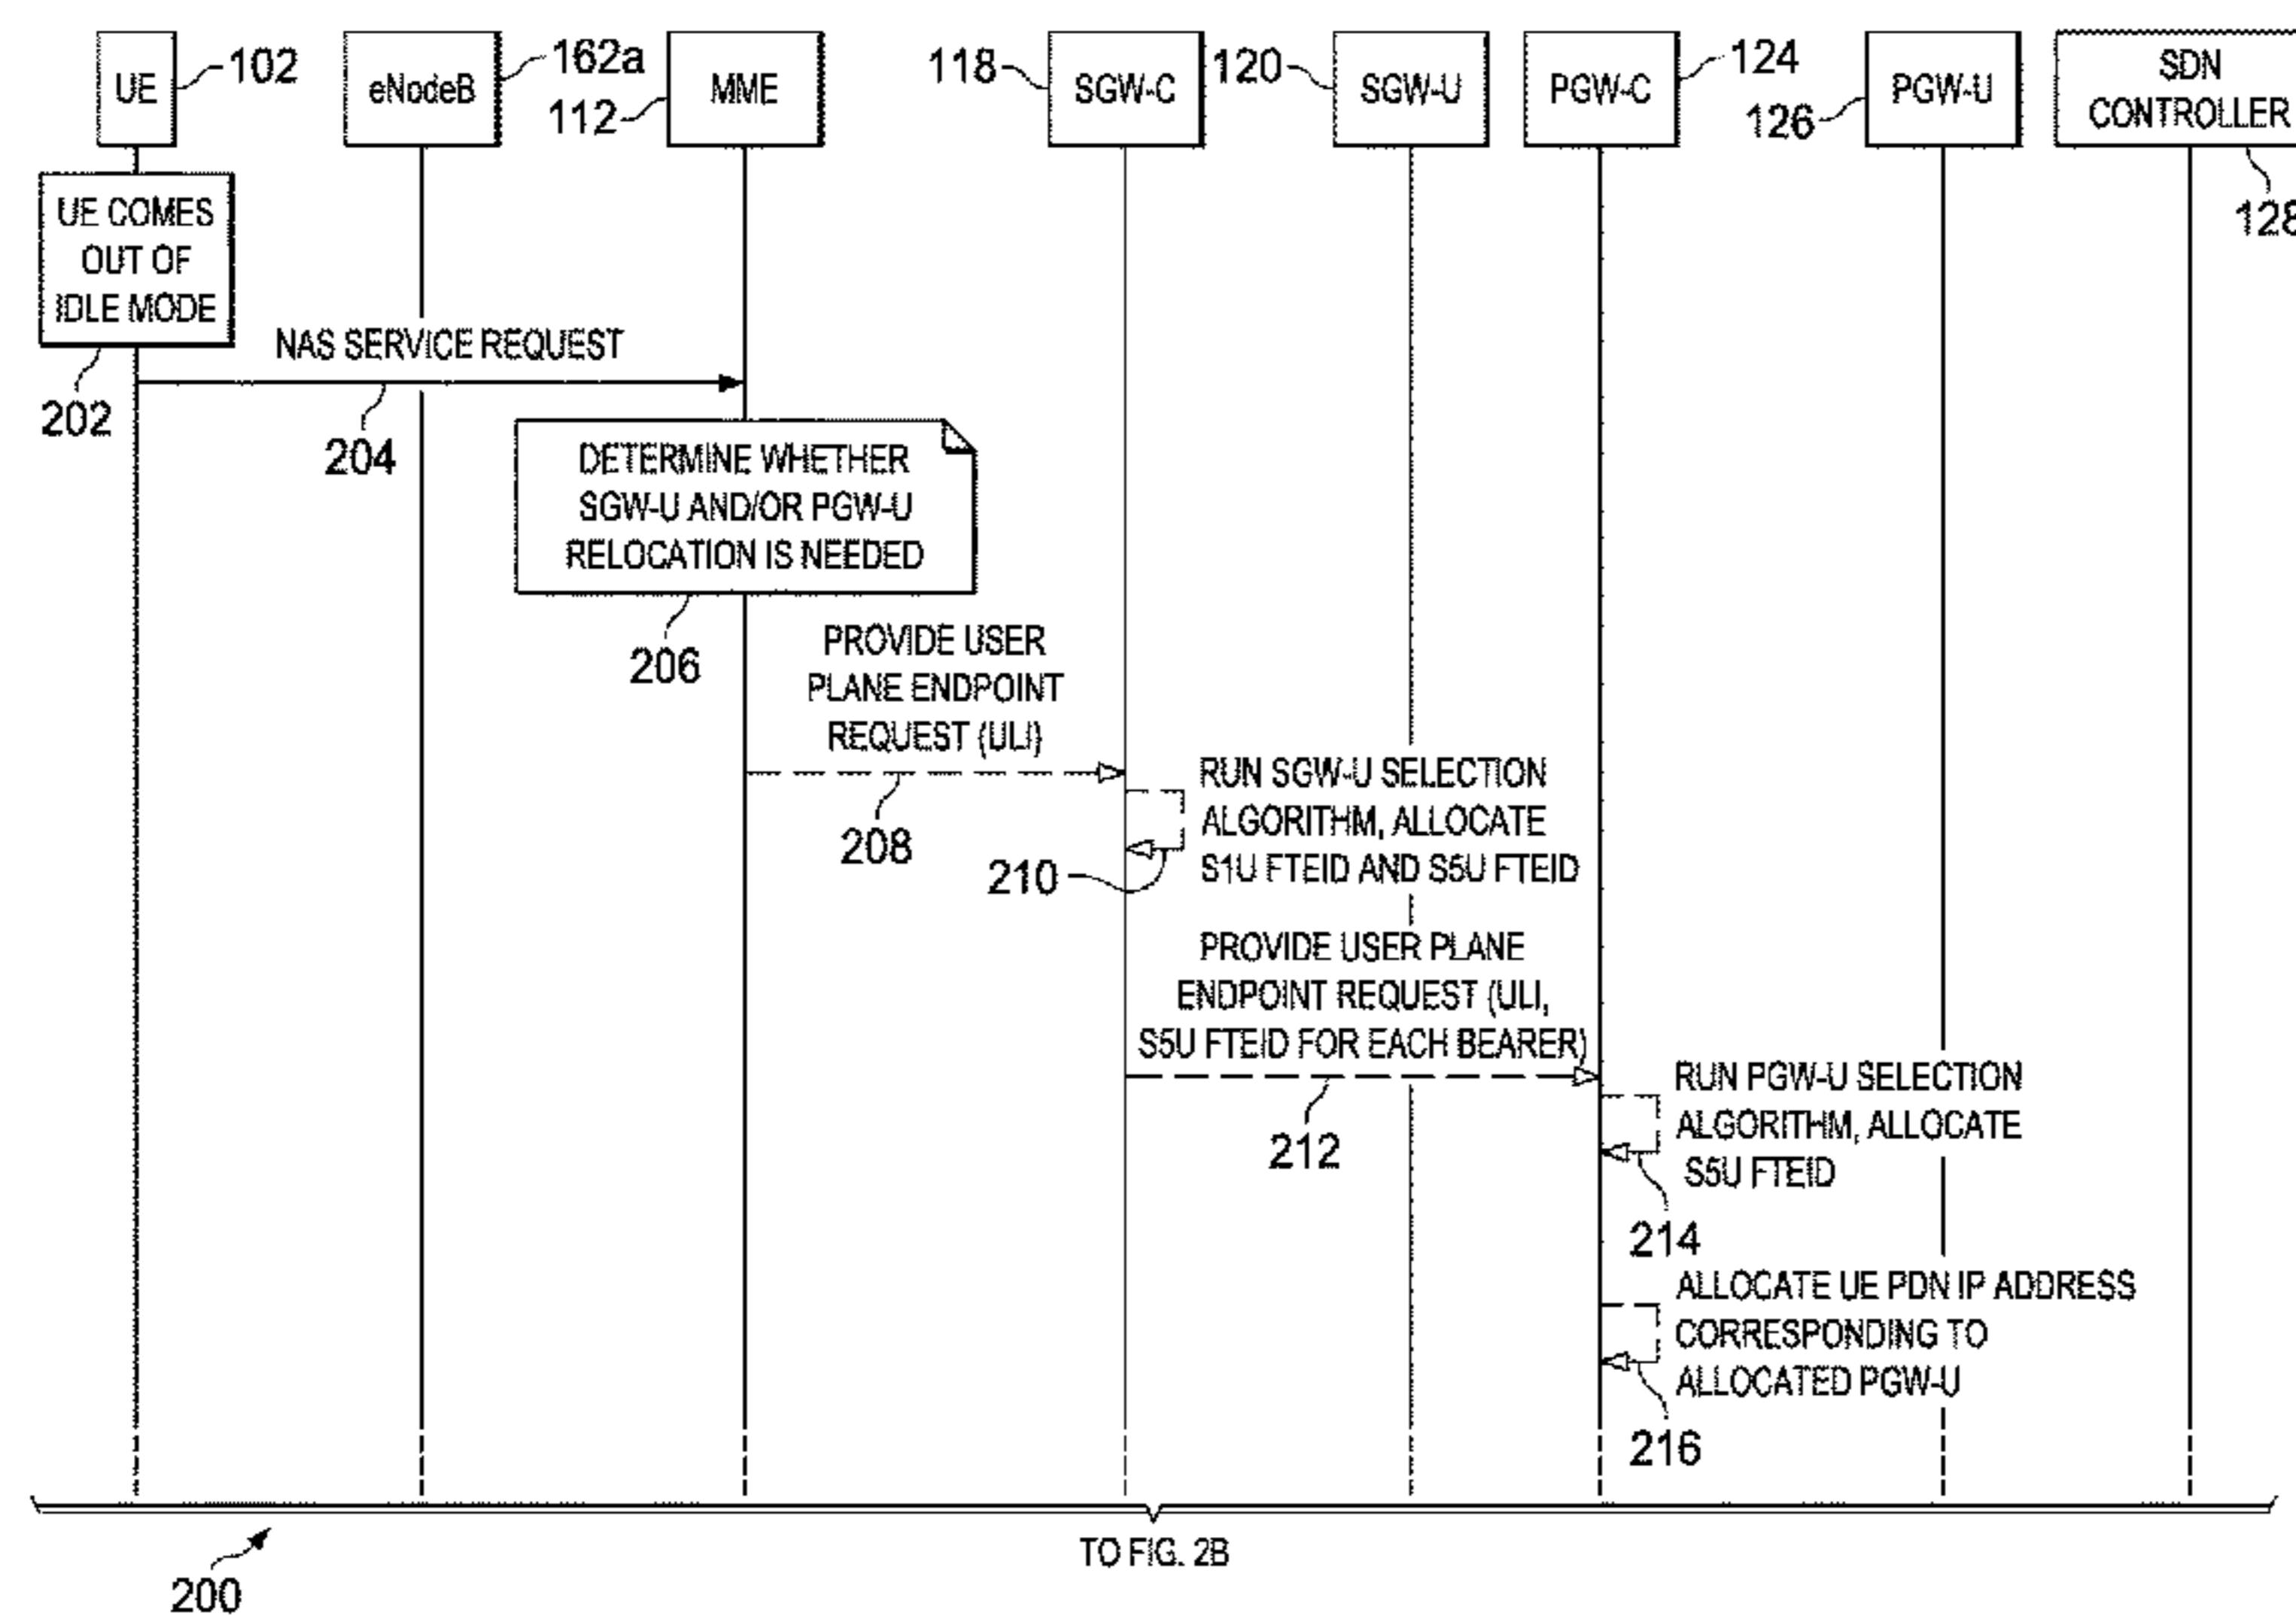 UE
102
eNodeB
162a
112
MME
118
SGW-C
120
SGW-U
PGW-C
124
126
PGW-U
SDN
CONTROLLER
128
UE COMES
OUT OF
IDLE MODE
202
NAS SERVICE REQUEST
204
DETERMINE WHETHER
SGW-U AND/OR PGW-U
RELOCATION IS NEEDED
206
PROVIDE USER
PLANE ENDPOINT
REQUEST (ULI)
208
RUN SGW-U SELECTION
ALGORITHM, ALLOCATE
S1U FTEID AND S5U FTEID
210
PROVIDE USER PLANE
ENDPOINT REQUEST (ULI,
S5U FTEID FOR EACH BEARER)
212
RUN PGW-U SELECTION
ALGORITHM, ALLOCATE
S5U FTEID
214
ALLOCATE UE PDN IP ADDRESS
CORRESPONDING TO
ALLOCATED PGW-U
216
TO FIG. 2B
200